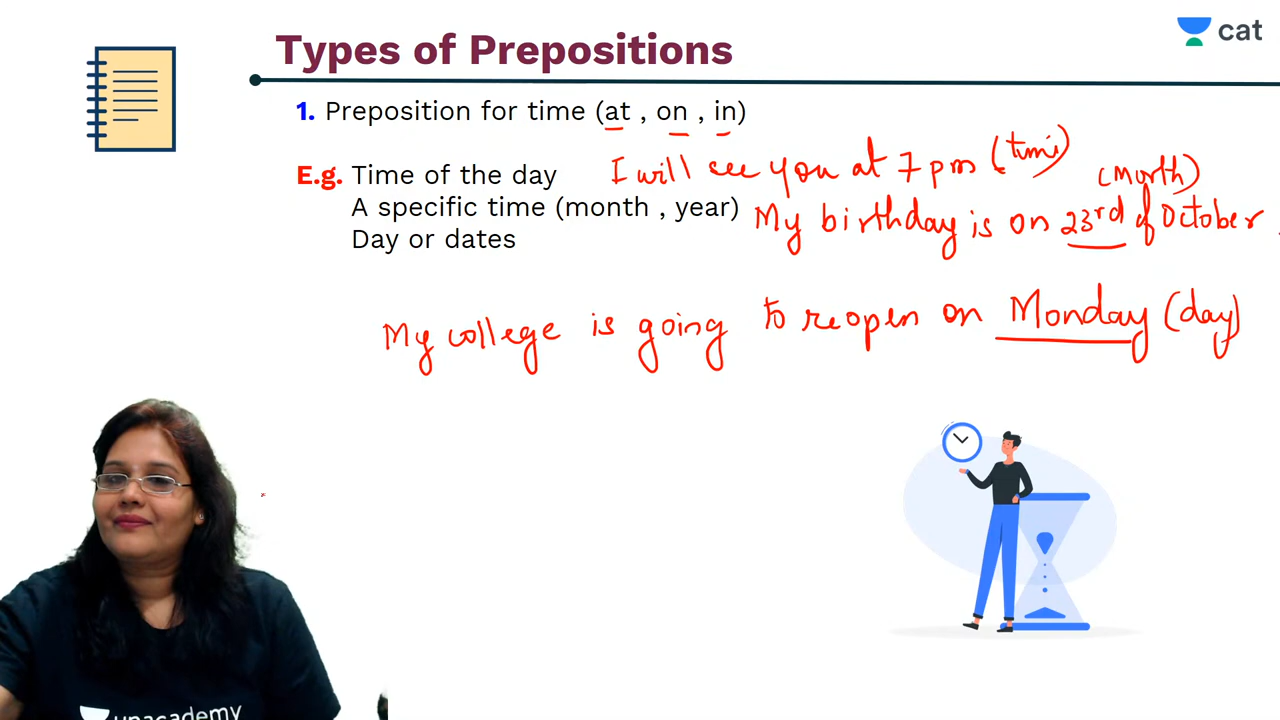 cat
Types of Prepositions
1. Preposition for time (at , on , in)
E.g. Time of the day I will see you at 7 pm (time)
(Month)
A specific time (month , year) My birthday is on 23rd of October.
Day or dates
My college is going to reopen on Monday (day)
unacademy